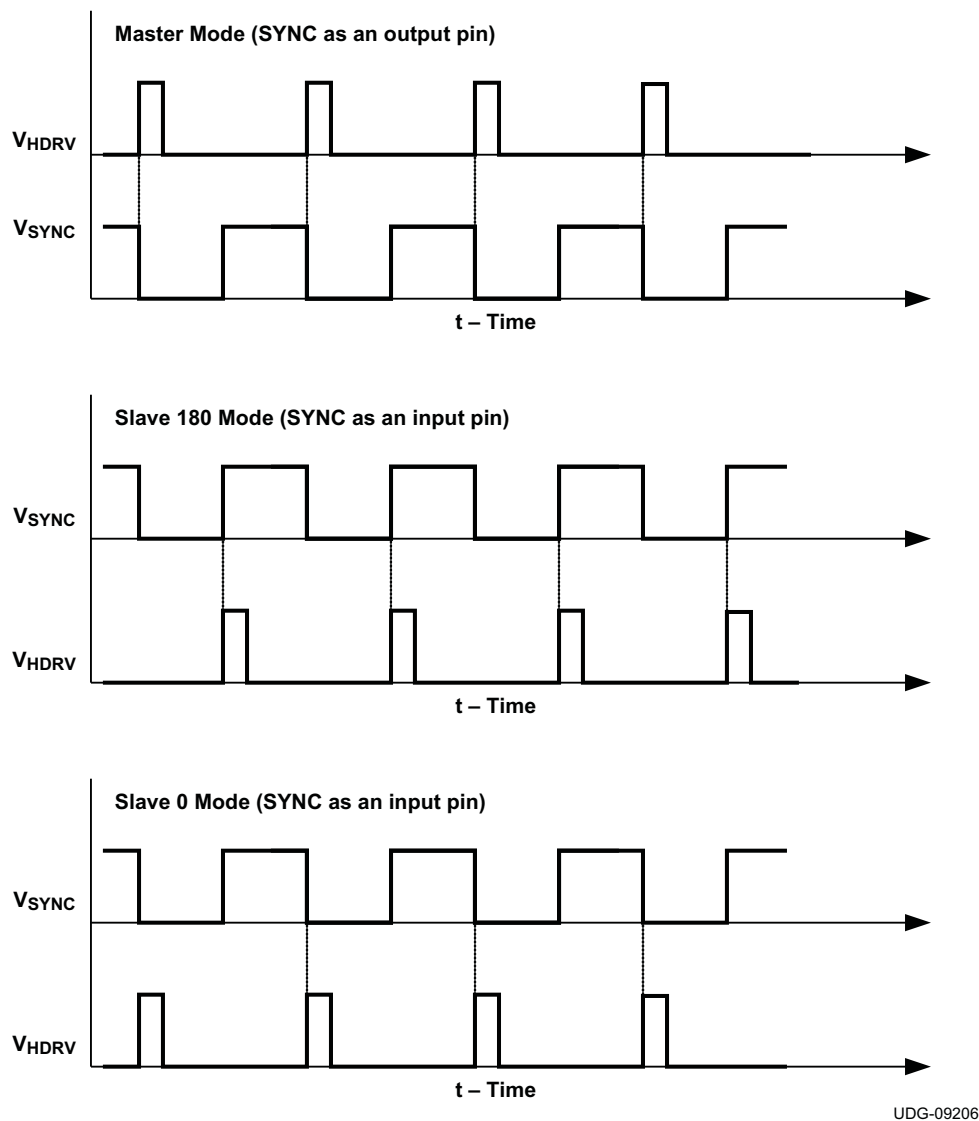 Master Mode (SYNC as an output pin)
VHDRV
VSYNC
t – Time
Slave 180 Mode (SYNC as an input pin)
VSYNC
VHDRV
t – Time
Slave 0 Mode (SYNC as an input pin)
VSYNC
VHDRV
t – Time
UDG-09206